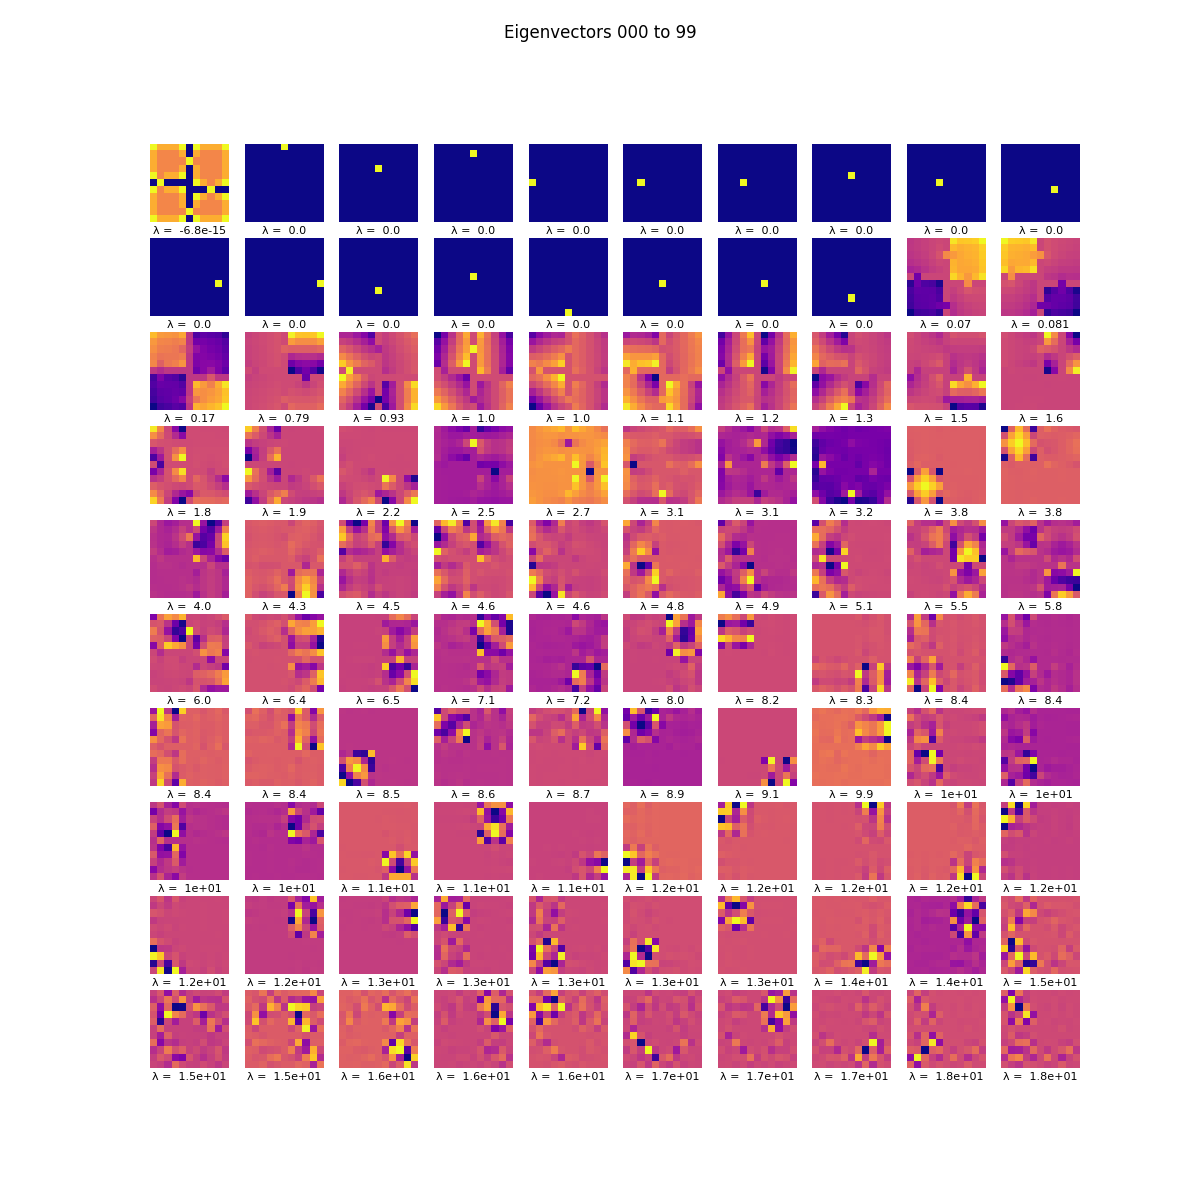 Eigenvectors 000 to 99
λ = -6.8e-15 λ = 0.0 λ = 0.0 λ = 0.0 λ = 0.0 λ = 0.0 λ = 0.0 λ = 0.0 λ = 0.0 λ = 0.0
λ = 0.0 λ = 0.0 λ = 0.0 λ = 0.0 λ = 0.0 λ = 0.0 λ = 0.0 λ = 0.0 λ = 0.07 λ = 0.081
λ = 0.17 λ = 0.79 λ = 0.93 λ = 1.0 λ = 1.0 λ = 1.1 λ = 1.2 λ = 1.3 λ = 1.5 λ = 1.6
λ = 1.8 λ = 1.9 λ = 2.2 λ = 2.5 λ = 2.7 λ = 3.1 λ = 3.1 λ = 3.2 λ = 3.8 λ = 3.8
λ = 4.0 λ = 4.3 λ = 4.5 λ = 4.6 λ = 4.6 λ = 4.8 λ = 4.9 λ = 5.1 λ = 5.5 λ = 5.8
λ = 6.0 λ = 6.4 λ = 6.5 λ = 7.1 λ = 7.2 λ = 8.0 λ = 8.2 λ = 8.3 λ = 8.4 λ = 8.4
λ = 8.4 λ = 8.4 λ = 8.5 λ = 8.6 λ = 8.7 λ = 8.9 λ = 9.1 λ = 9.9 λ = 1e+01 λ = 1e+01
λ = 1e+01 λ = 1e+01 λ = 1.1e+01 λ = 1.1e+01 λ = 1.1e+01 λ = 1.2e+01 λ = 1.2e+01 λ = 1.2e+01 λ = 1.2e+01 λ = 1.2e+01
λ = 1.2e+01 λ = 1.2e+01 λ = 1.3e+01 λ = 1.3e+01 λ = 1.3e+01 λ = 1.3e+01 λ = 1.3e+01 λ = 1.4e+01 λ = 1.4e+01 λ = 1.5e+01
λ = 1.5e+01 λ = 1.5e+01 λ = 1.6e+01 λ = 1.6e+01 λ = 1.6e+01 λ = 1.7e+01 λ = 1.7e+01 λ = 1.7e+01 λ = 1.8e+01 λ = 1.8e+01